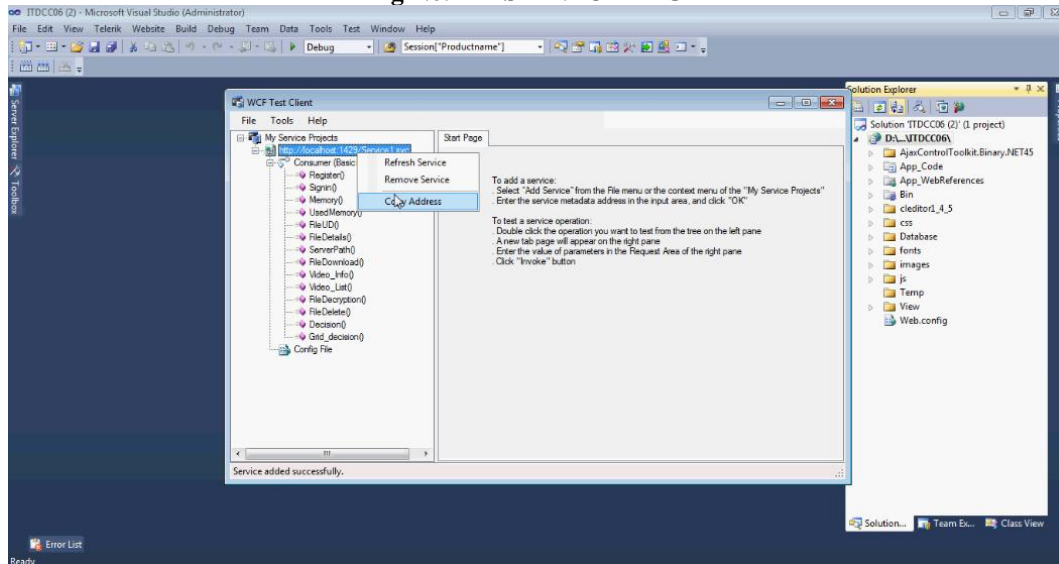 ITDCC06 (2) - Microsoft Visual Studio (Administrator)
File Edit View Telerik Website Build Debug Team Data Tools Test Window Help
Debug Session["Productname"]
Server Explorer
Toolbox
WCF Test Client
File Tools Help
My Service Projects
http://localhost:1429/Service1.svc
Consumer (Basic
Register()
Signin()
Memory()
UsedMemory()
FileUD()
FileDetails()
ServerPath()
FileDownload()
Video_Info()
Video_List()
FileDecryption()
FileDelete()
Decision()
Grid_decision()
Config File
Refresh Service
Remove Service
Copy Address
Start Page
To add a service:
. Select "Add Service" from the File menu or the context menu of the "My Service Projects"
. Enter the service metadata address in the input area, and click "OK"
To test a service operation:
. Double click the operation you want to test from the tree on the left pane
. A new tab page will appear on the right pane
. Enter the value of parameters in the Request Area of the right pane
. Click "Invoke" button
Service added successfully.
Solution Explorer
Solution 'ITDCC06 (2)' (1 project)
D:\...\ITDCC06\
AjaxControlToolkit.Binary.NET45
App_Code
App_WebReferences
Bin
cleditor1_4_5
css
Database
fonts
images
js
Temp
View
Web.config
Solution... Team Ex... Class View
Error List
Ready